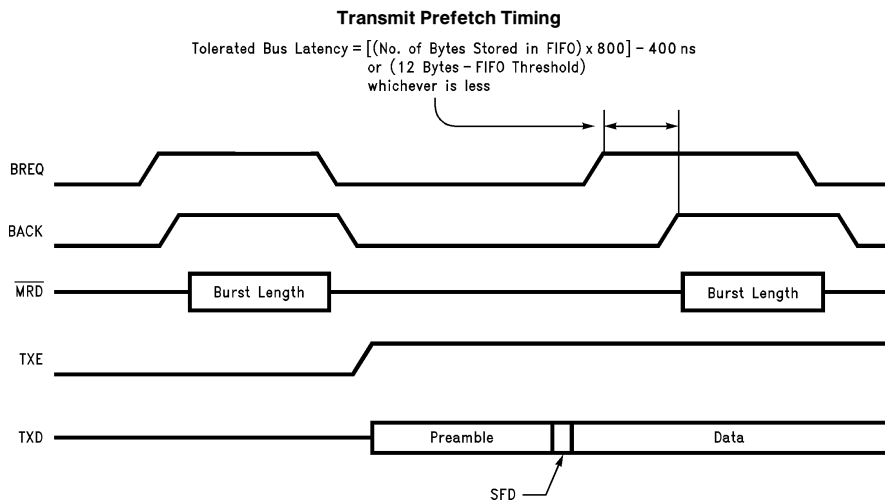 Transmit Prefetch Timing
Tolerated Bus Latency = [(No. of Bytes Stored in FIFO) x 800] – 400 ns
or (12 Bytes – FIFO Threshold)
whichever is less
BREQ
BACK
MRD
Burst Length
Burst Length
TXE
TXD
Preamble
Data
SFD